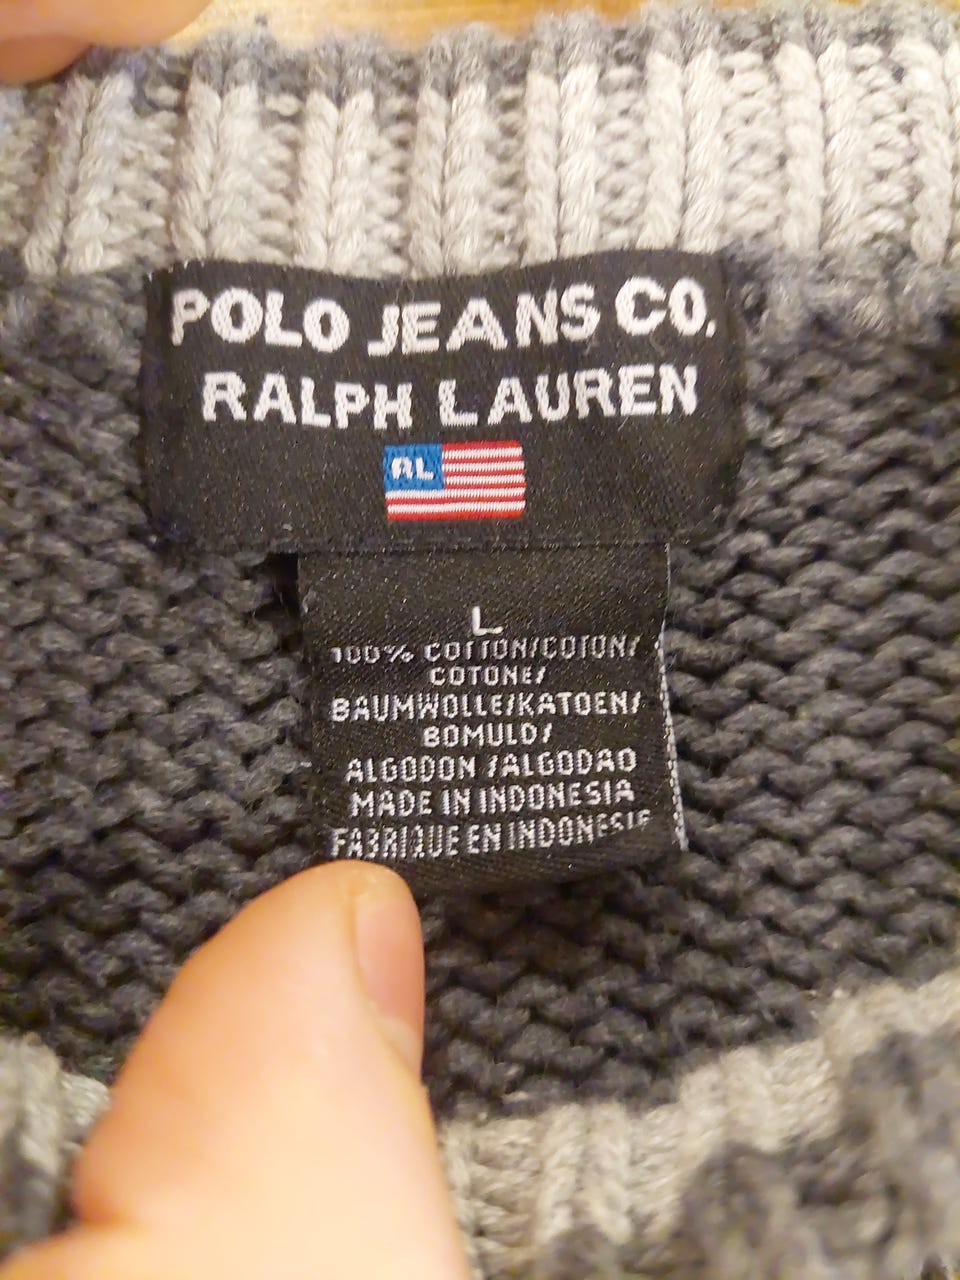 POLO JEANS CO.
RALPH LAUREN
RL
L
100% COTTON/COTON/
COTONE/
BAUMWOLLE/KATOEN/
BOMULD/
ALGODON /ALGODAO
MADE IN INDONESIA
FABRIQUE EN INDONESIE